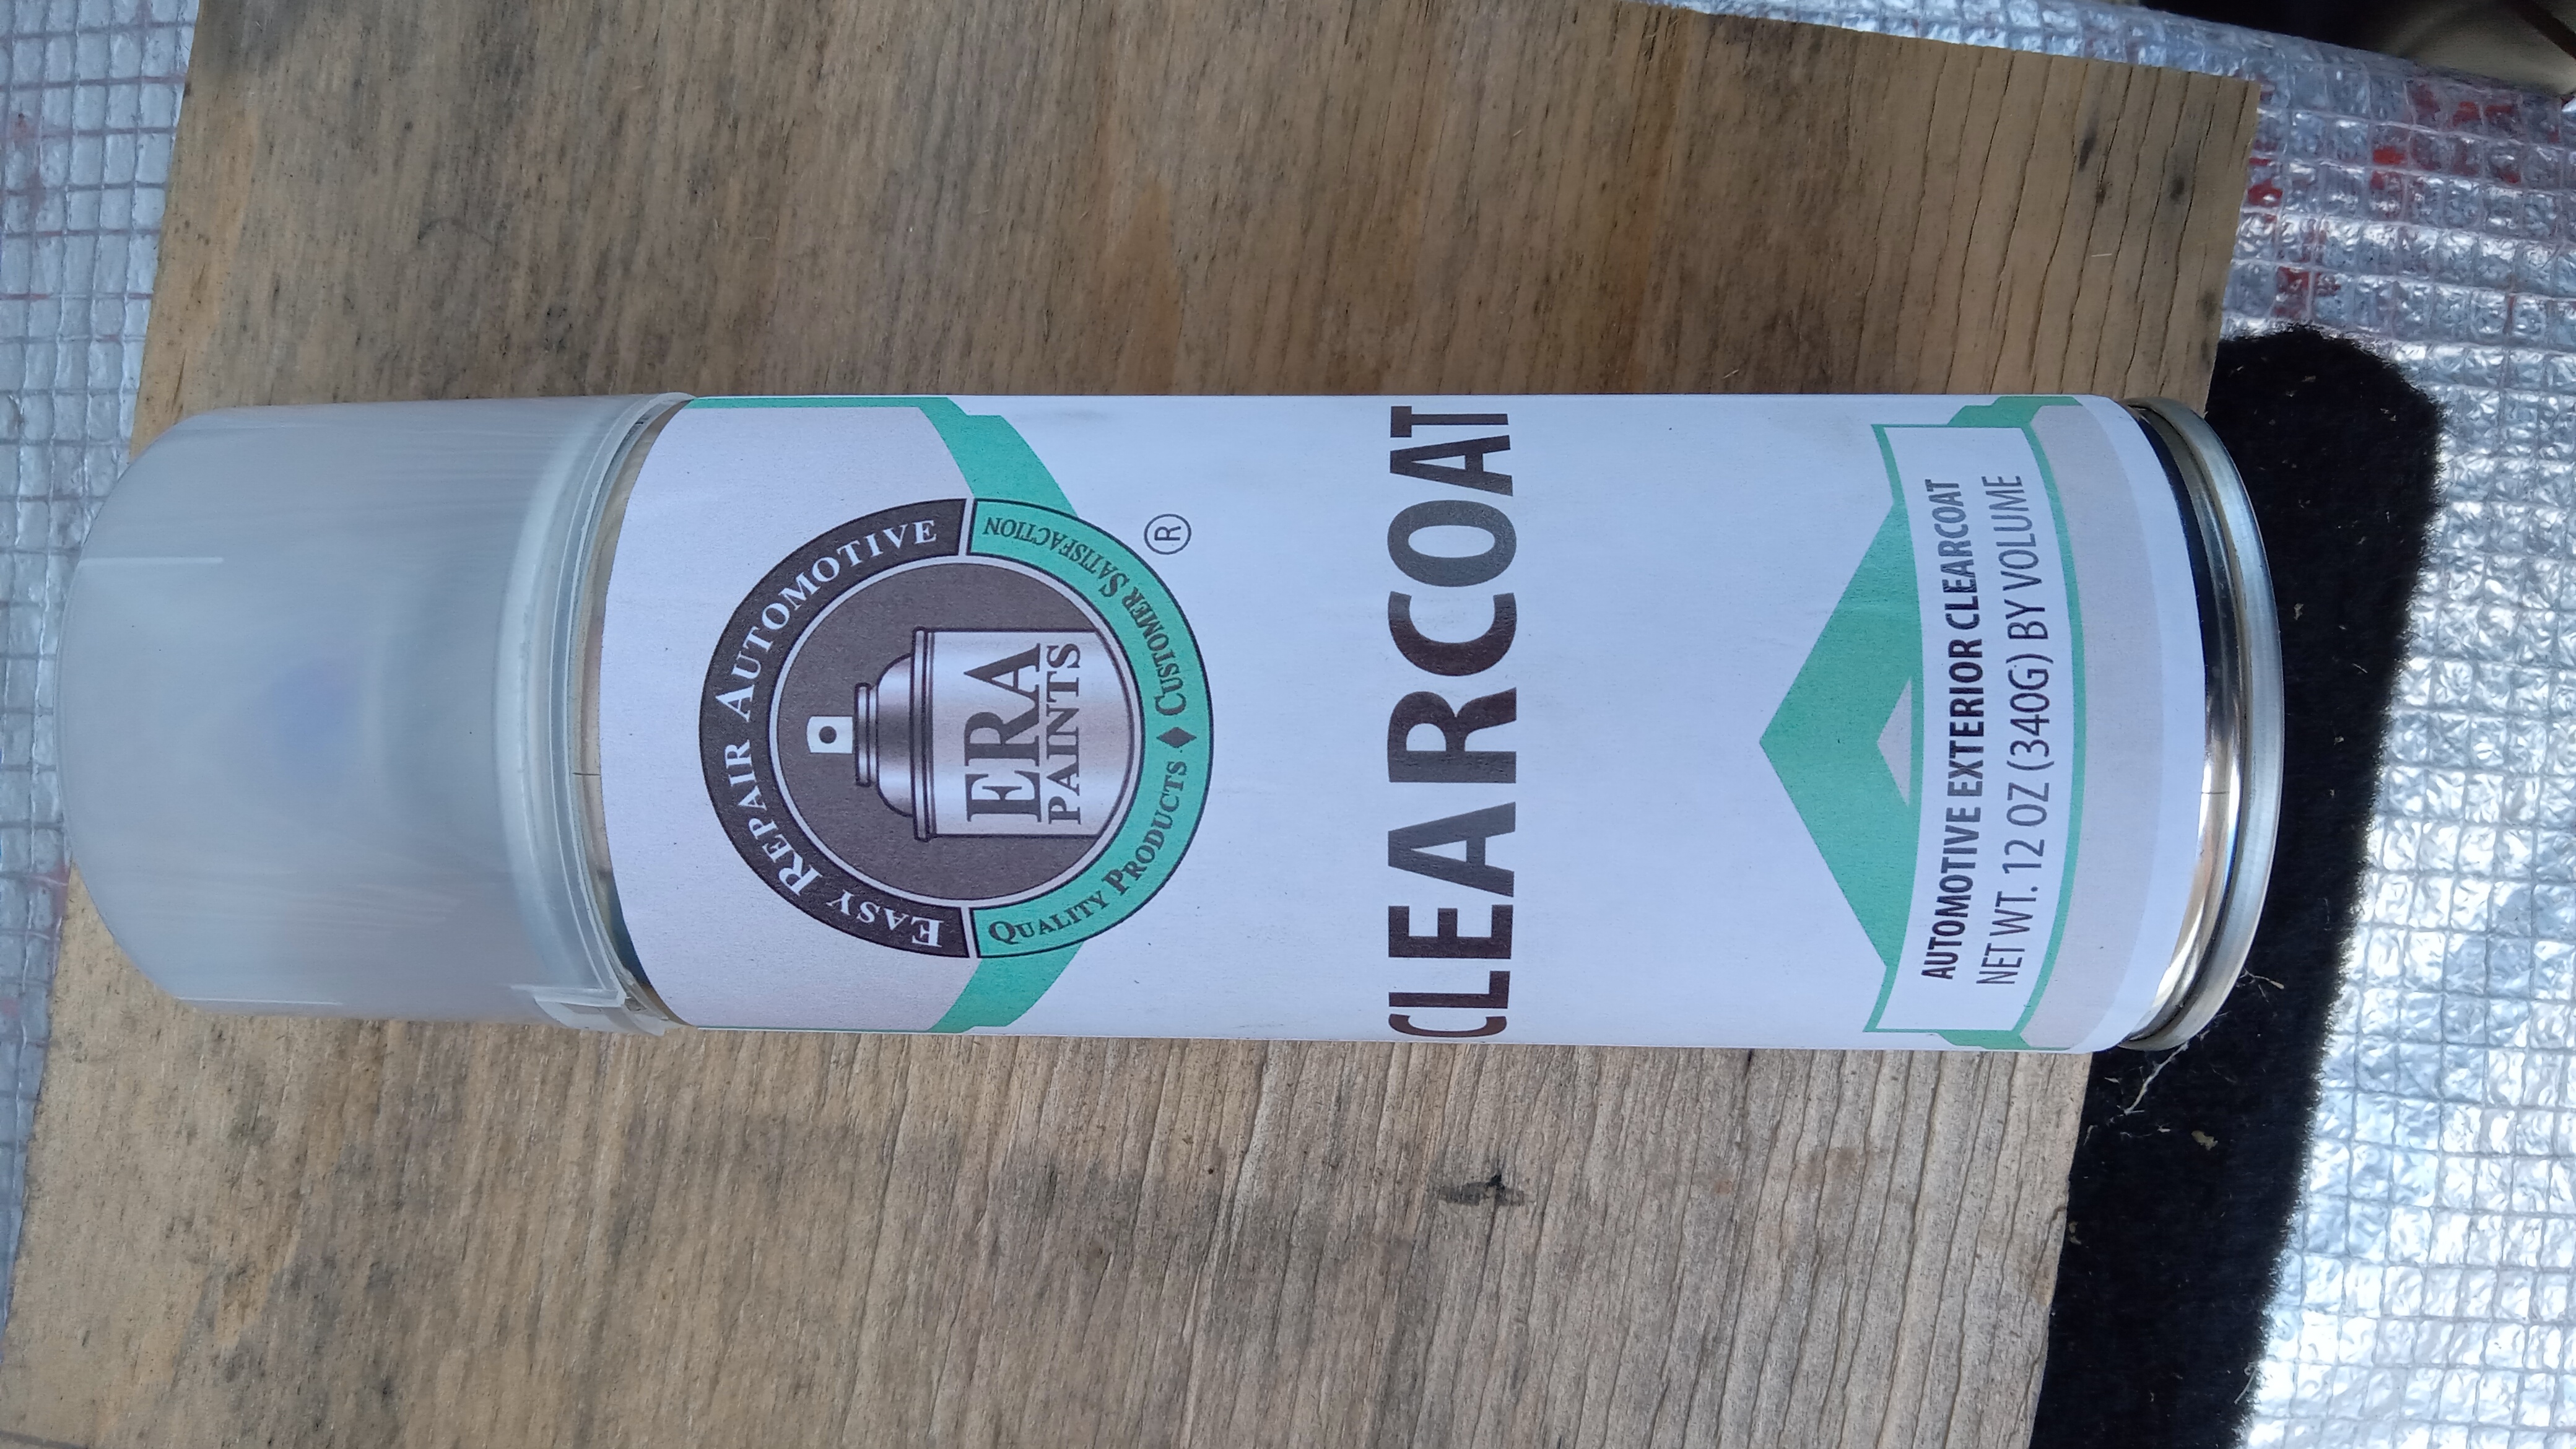 EASY REPAIR AUTOMOTIVE
ERA
PAINTS
QUALITY PRODUCTS ♦ CUSTOMER SATISFACTION
®
CLEARCOAT
AUTOMOTIVE EXTERIOR CLEARCOAT
NET WT. 12 OZ (340G) BY VOLUME